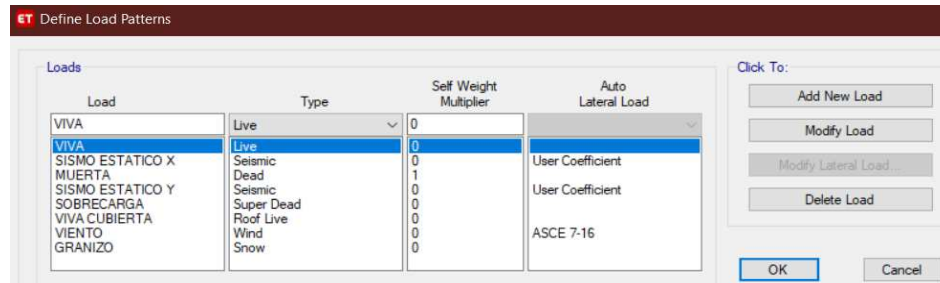 ET Define Load Patterns
Loads
Click To:
Load Type Self Weight Multiplier Auto Lateral Load
VIVA Live 0
VIVA Live 0
SISMO ESTATICO X Seismic 0 User Coefficient
MUERTA Dead 1
SISMO ESTATICO Y Seismic 0 User Coefficient
SOBRECARGA Super Dead 0
VIVA CUBIERTA Roof Live 0
VIENTO Wind 0 ASCE 7-16
GRANIZO Snow 0
Add New Load
Modify Load
Modify Lateral Load...
Delete Load
OK Cancel